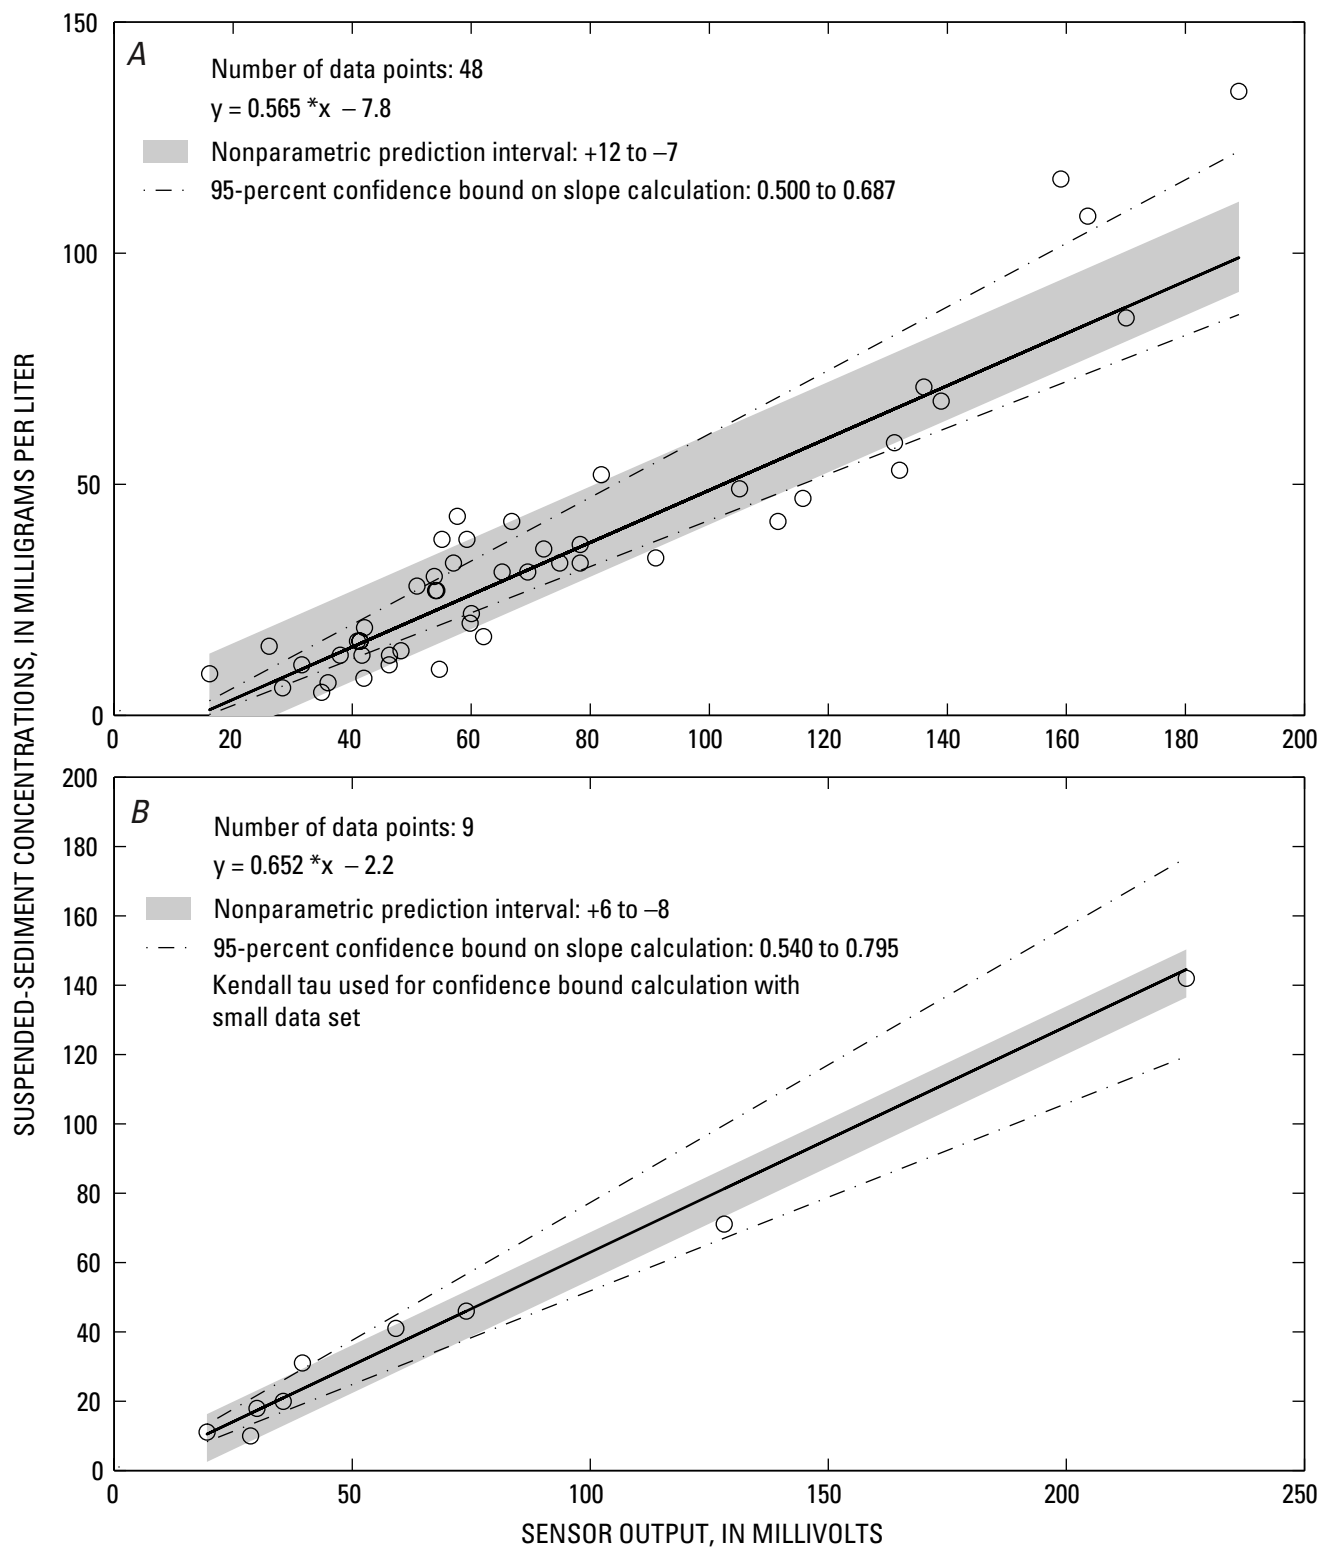 SUSPENDED-SEDIMENT CONCENTRATIONS, IN MILLIGRAMS PER LITER
A
Number of data points: 48
y = 0.565 *x – 7.8
Nonparametric prediction interval: +12 to –7
95-percent confidence bound on slope calculation: 0.500 to 0.687
150
100
50
0
0 20 40 60 80 100 120 140 160 180 200
B
Number of data points: 9
y = 0.652 *x – 2.2
Nonparametric prediction interval: +6 to –8
95-percent confidence bound on slope calculation: 0.540 to 0.795
Kendall tau used for confidence bound calculation with
small data set
200
180
160
140
120
100
80
60
40
20
0
0 50 100 150 200 250
SENSOR OUTPUT, IN MILLIVOLTS